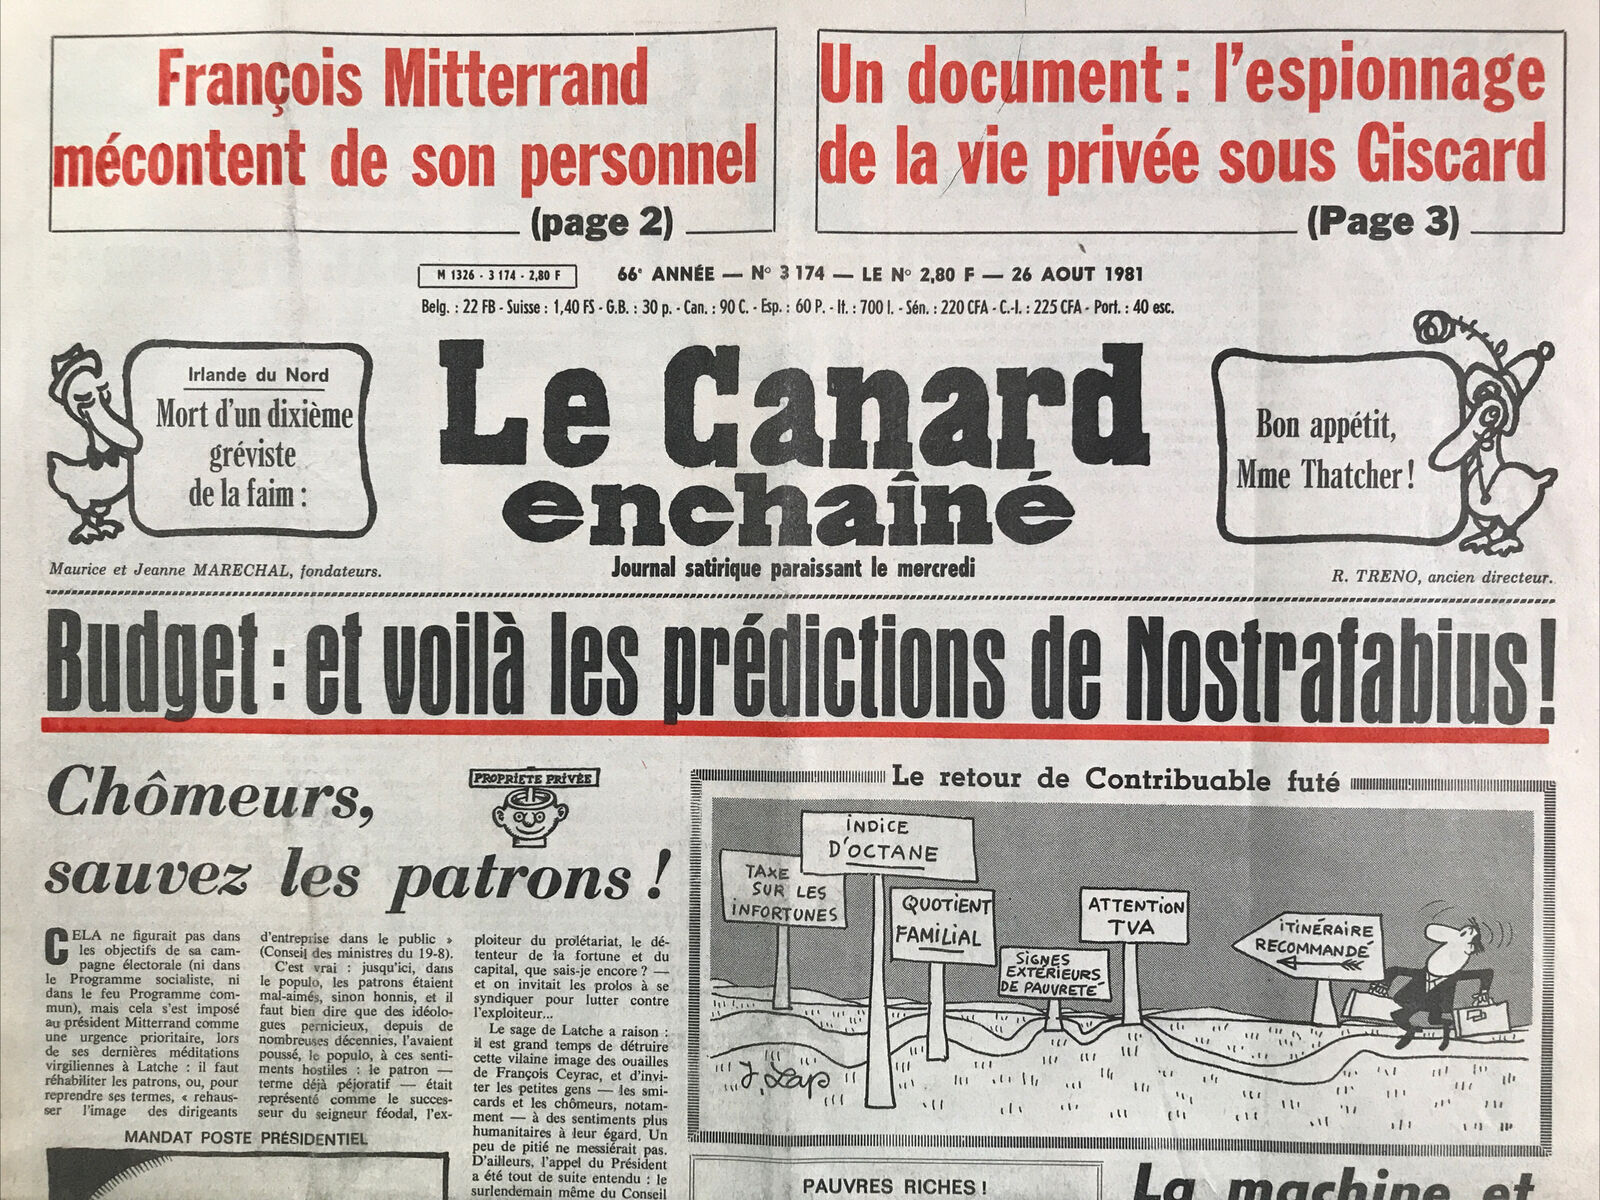 François Mitterrand
mécontent de son personnel
(page 2)
Un document : l'espionnage
de la vie privée sous Giscard
(Page 3)
M 1326 - 3 174 - 2,80 F
66e ANNÉE — No 3 174 — LE No 2,80 F — 26 AOUT 1981
Belg. : 22 FB - Suisse : 1,40 FS - G.B. : 30 p. - Can. : 90 C. - Esp. : 60 P. - It. : 700 l. - Sén. : 220 CFA - C.-I. : 225 CFA - Port. : 40 esc.
Irlande du Nord
Mort d'un dixième
gréviste
de la faim :
Le Canard
enchaîné
Journal satirique paraissant le mercredi
Bon appétit,
Mme Thatcher !
Maurice et Jeanne MARECHAL, fondateurs.
R. TRENO, ancien directeur.
Budget : et voilà les prédictions de Nostrafabius !
Chômeurs,
sauvez les patrons !
PROPRIETE PRIVÉE
CELA ne figurait pas dans
les objectifs de sa cam-
pagne électorale (ni dans
le Programme socialiste, ni
dans le feu Programme com-
mun), mais cela s'est imposé
au président Mitterrand comme
une urgence prioritaire, lors
de ses dernières méditations
virgiliennes à Latche : il faut
réhabiliter les patrons, ou, pour
reprendre ses termes, « rehaus-
ser l'image des dirigeants
d'entreprise dans le public »
(Conseil des ministres du 19-8).
C'est vrai : jusqu'ici, dans
le populo, les patrons étaient
mal-aimés, sinon honnis, et il
faut bien dire que des idéolo-
gues pernicieux, depuis de
nombreuses décennies, l'avaient
poussé, le populo, à ces senti-
ments hostiles : le patron —
terme déjà péjoratif — était
représenté comme le succes-
seur du seigneur féodal, l'ex-
ploiteur du prolétariat, le dé-
tenteur de la fortune et du
capital, que sais-je encore ? —
et on invitait les prolos à se
syndiquer pour lutter contre
l'exploiteur...
Le sage de Latche a raison :
il est grand temps de détruire
cette vilaine image des ouailles
de François Ceyrac, et d'invi-
ter les petites gens — les smi-
cards et les chômeurs, notam-
ment — à des sentiments plus
humanitaires à leur égard. Un
peu de pitié ne messiérait pas.
D'ailleurs, l'appel du Président
a été tout de suite entendu : le
surlendemain même du Conseil
MANDAT POSTE PRÉSIDENTIEL
Le retour de Contribuable futé
TAXE
SUR LES
INFORTUNES
INDICE
D'OCTANE
QUOTIENT
FAMILIAL
SIGNES
EXTÉRIEURS
DE PAUVRETÉ
ATTENTION
TVA
ITINÉRAIRE
RECOMMANDÉ
J Lap
PAUVRES RICHES !
La machine et